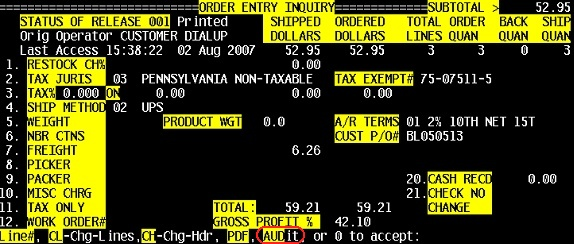 ORDER ENTRY INQUIRY SUBTOTAL > 52.95
STATUS OF RELEASE 001 Printed SHIPPED ORDERED TOTAL ORDER BACK SHIP
Orig Operator CUSTOMER DIALUP DOLLARS DOLLARS LINES QUAN QUAN QUAN
Last Access 15:38:22 02 Aug 2007 52.95 52.95 3 3 0 3
1. RESTOCK CH% 0.00
2. TAX JURIS 03 PENNSYLVANIA NON-TAXABLE TAX EXEMPT# 75-07511-5
3. TAX% 0.000 ON 0.00 0.00 0.00
4. SHIP METHOD 02 UPS
5. WEIGHT PRODUCT WGT 0.0 A/R TERMS 01 2% 10TH NET 15T
6. NBR CTNS CUST P/O# BL050513
7. FREIGHT 6.26
8. PICKER
9. PACKER 20. CASH RECD 0.00
10. MISC CHRG 21. CHECK NO
11. TAX ONLY TOTAL: 59.21 59.21 CHANGE
12. WORK ORDER# GROSS PROFIT % 42.10
Line#, CL-Chg-Lines, CH-Chg-Hdr, PDF, AUDit, or 0 to accept: